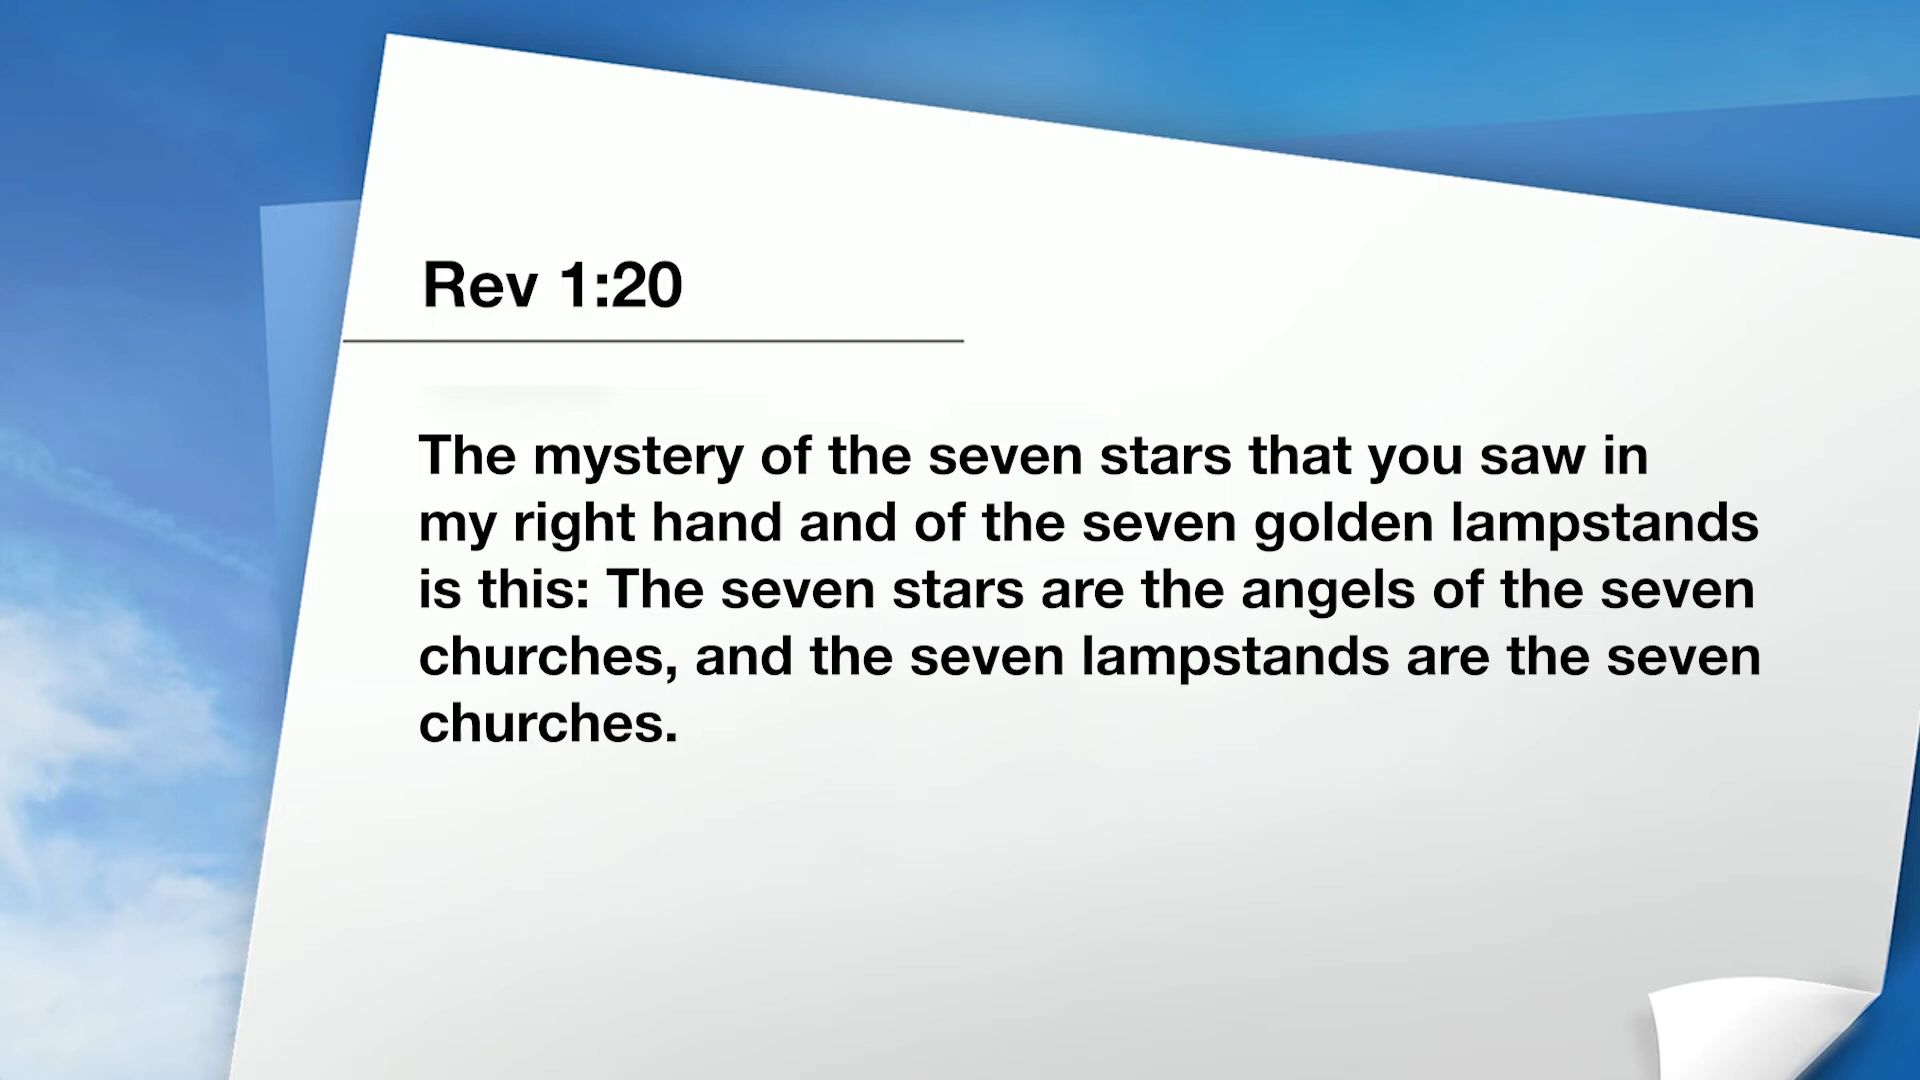 Rev 1:20
The mystery of the seven stars that you saw in
my right hand and of the seven golden lampstands
is this: The seven stars are the angels of the seven
churches, and the seven lampstands are the seven
churches.